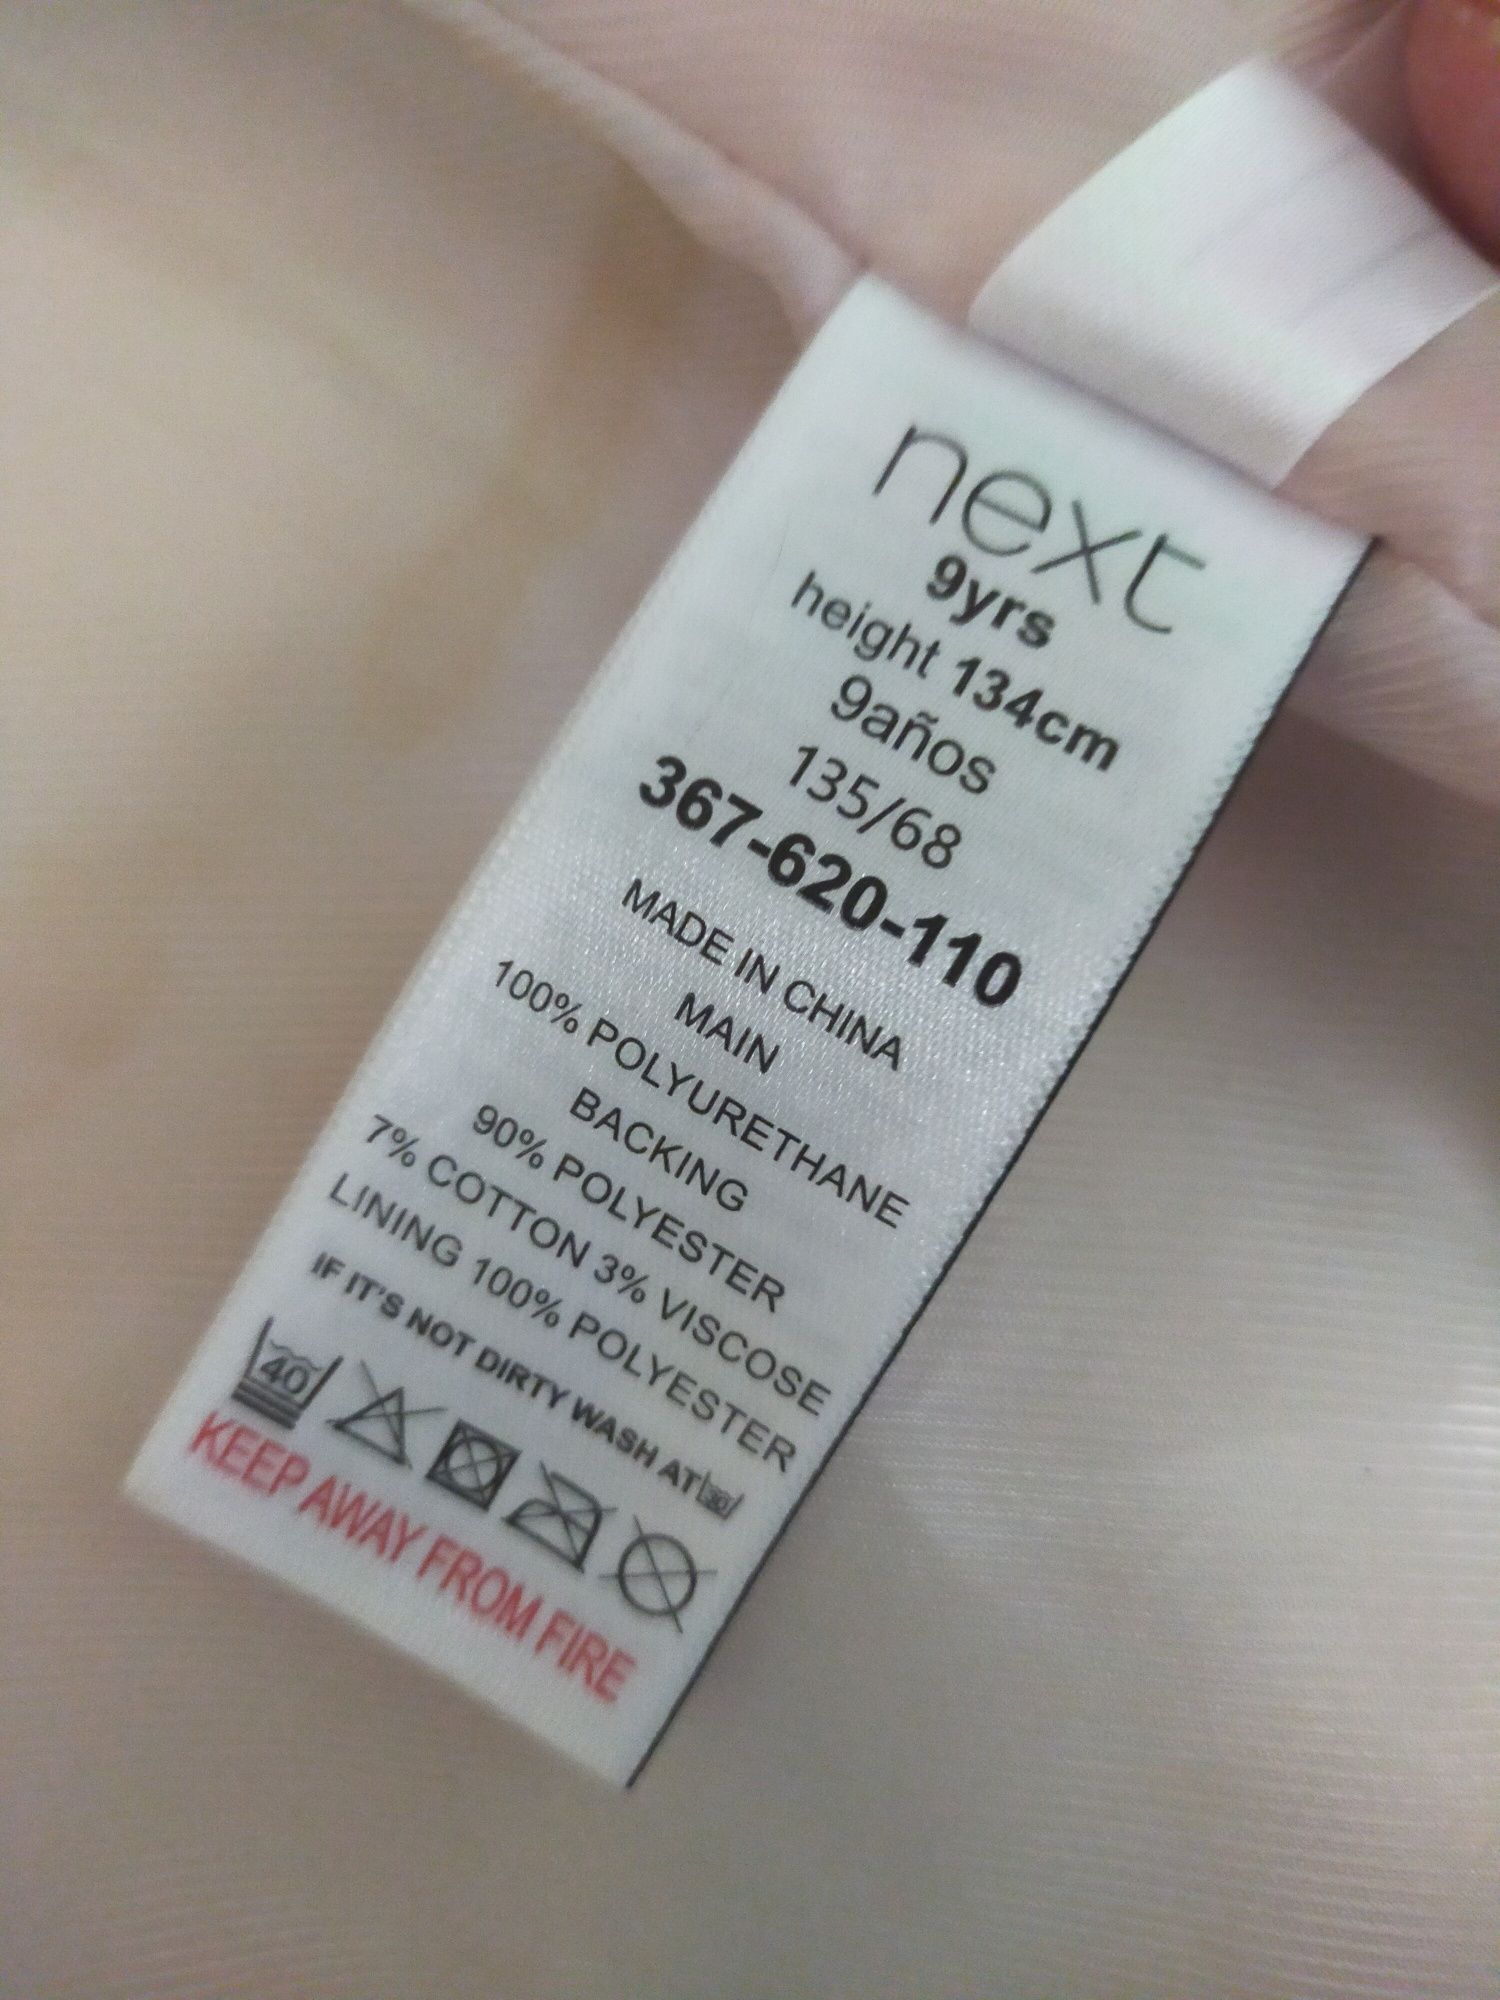 next
9yrs
height 134cm
9años
135/68
367-620-110
MADE IN CHINA
MAIN
100% POLYURETHANE
BACKING
90% POLYESTER
7% COTTON 3% VISCOSE
LINING 100% POLYESTER
IF IT'S NOT DIRTY WASH AT 30
40
KEEP AWAY FROM FIRE